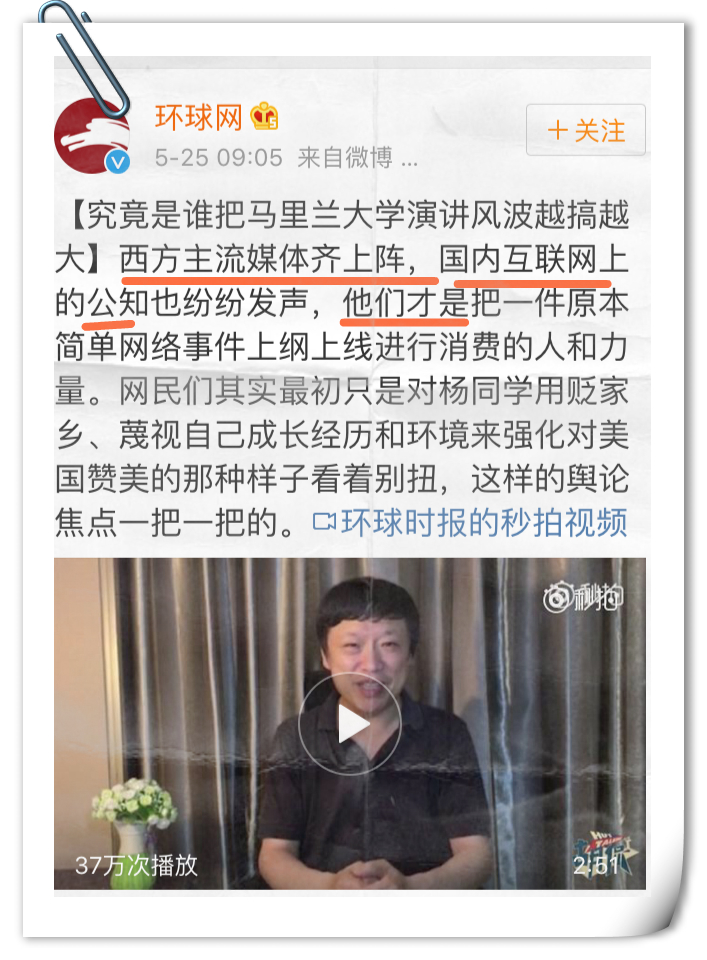 环球网
＋关注
5-25 09:05 来自微博 ...
【究竟是谁把马里兰大学演讲风波越搞越
大】西方主流媒体齐上阵，国内互联网上
的公知也纷纷发声，他们才是把一件原本
简单网络事件上纲上线进行消费的人和力
量。网民们其实最初只是对杨同学用贬家
乡、蔑视自己成长经历和环境来强化对美
国赞美的那种样子看着别扭，这样的舆论
焦点一把一把的。环球时报的秒拍视频
秒拍
37万次播放
2:51